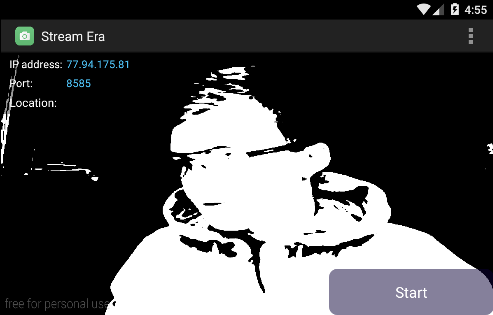 4:55
Stream Era
IP address: 77.94.175.81
Port: 8585
Location:
free for personal use
Start